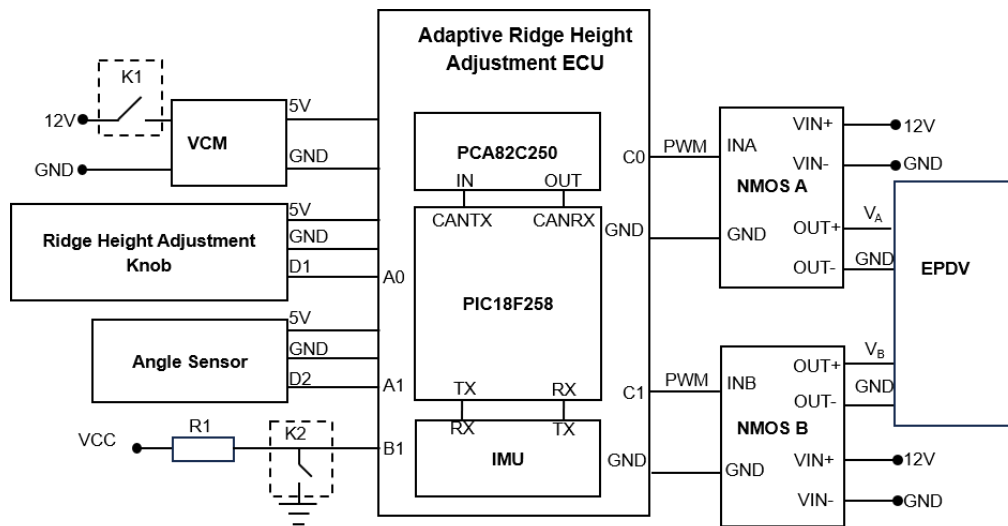 Adaptive Ridge Height
Adjustment ECU
K1
12V
GND
VCM
5V
GND
PCA82C250
IN OUT
CANTX CANRX
PIC18F258
TX RX
RX TX
IMU
Ridge Height Adjustment
Knob
5V
GND
D1
A0
Angle Sensor
5V
GND
D2
A1
VCC
R1
K2
B1
C0
PWM
GND
INA
GND
NMOS A
VIN+
VIN-
OUT+
OUT-
12V
GND
VA
GND
EPDV
C1
PWM
GND
INB
GND
NMOS B
OUT+
OUT-
VIN+
VIN-
VB
GND
12V
GND